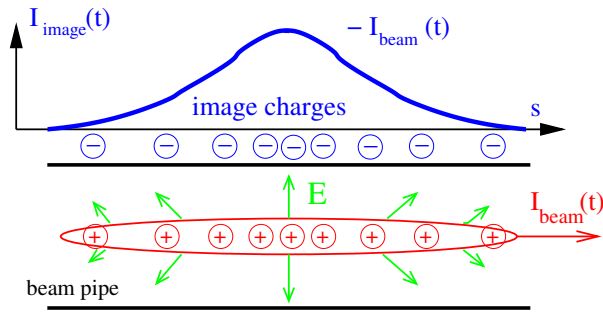 I_image(t)
− I_beam (t)
image charges
s
− − − − − − − − −
E
I_beam(t)
+ + + + + + + + +
beam pipe